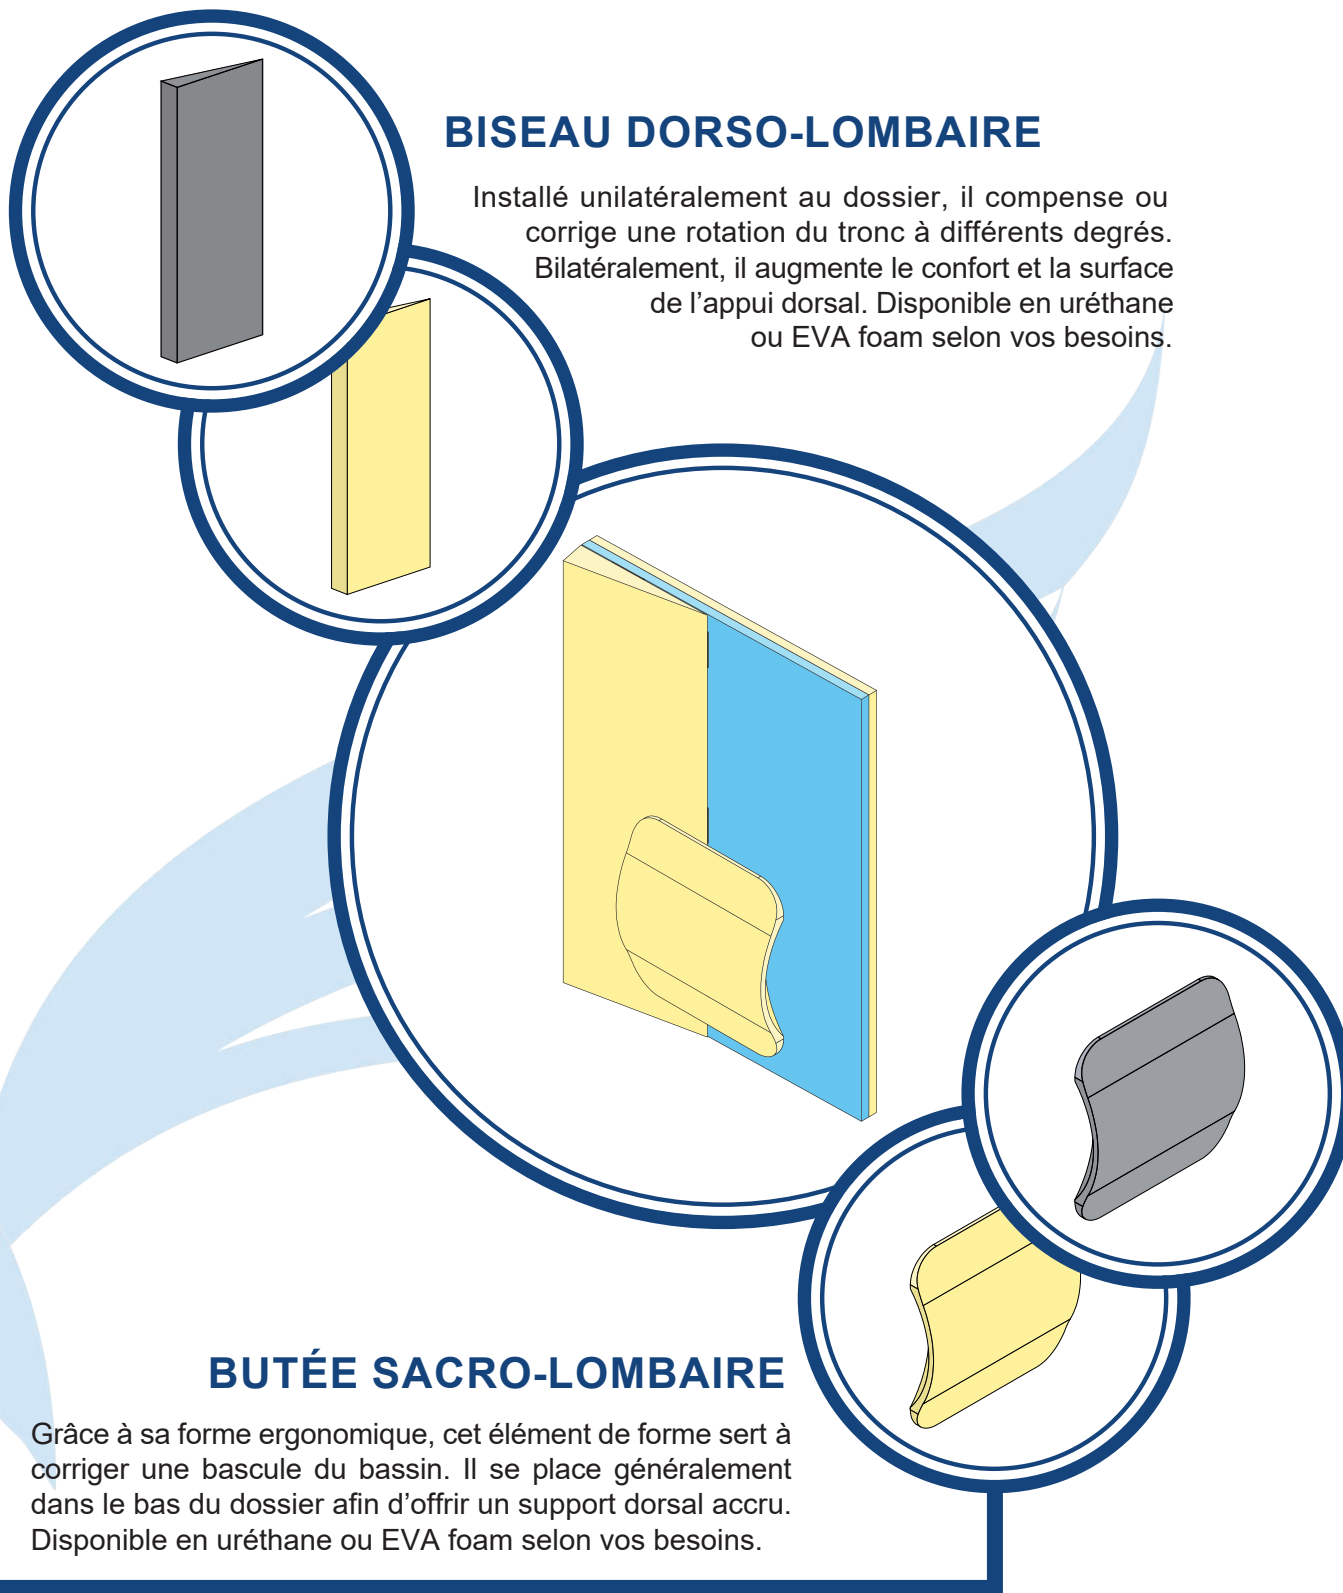 BISEAU DORSO-LOMBAIRE
Installé unilatéralement au dossier, il compense ou
corrige une rotation du tronc à différents degrés.
Bilatéralement, il augmente le confort et la surface
de l’appui dorsal. Disponible en uréthane
ou EVA foam selon vos besoins.
BUTÉE SACRO-LOMBAIRE
Grâce à sa forme ergonomique, cet élément de forme sert à
corriger une bascule du bassin. Il se place généralement
dans le bas du dossier afin d’offrir un support dorsal accru.
Disponible en uréthane ou EVA foam selon vos besoins.